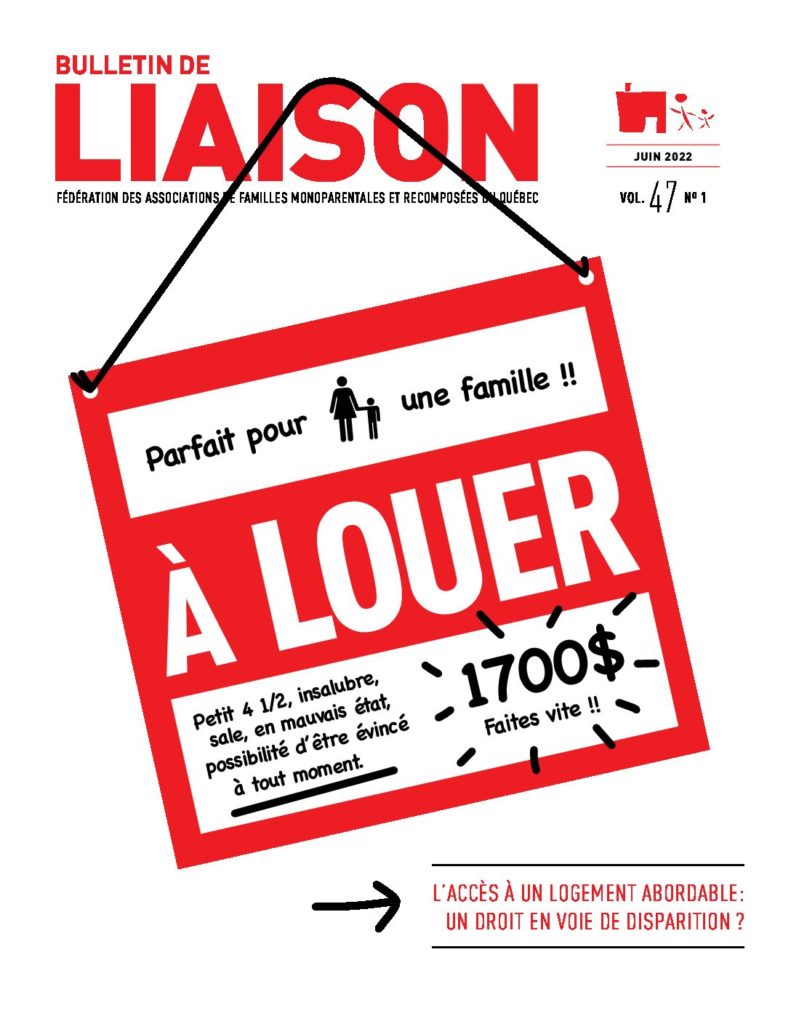 BULLETIN DE
LIAISON
FÉDÉRATION DES ASSOCIATIONS DE FAMILLES MONOPARENTALES ET RECOMPOSÉES DU QUÉBEC
JUIN 2022
VOL. 47 Nº 1
Parfait pour une famille !!
À LOUER
Petit 4 1/2, insalubre,
sale, en mauvais état,
possibilité d'être évincé
à tout moment.
1700$
Faites vite !!
L'ACCÈS À UN LOGEMENT ABORDABLE:
UN DROIT EN VOIE DE DISPARITION ?